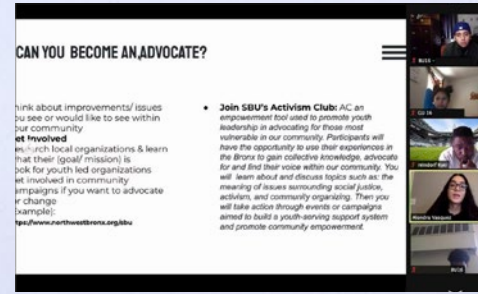 CAN YOU BECOME AN ADVOCATE?
hink about improvements/ issues
ou see or would like to see within
our community
et Involved
esearch local organizations & learn
hat their (goal/ mission) is
ook for youth led organizations
et involved in community
ampaigns if you want to advocate
r change
xample):
tps://www.northwestbronx.org/sbu
● Join SBU's Activism Club: AC an
empowerment tool used to promote youth
leadership in advocating for those most
vulnerable in our community. Participants will
have the opportunity to use their experiences in
the Bronx to gain collective knowledge, advocate
for and find their voice within our community. You
will learn about and discuss topics such as: the
meaning of issues surrounding social justice,
activism, and community organizing. Then you
will take action through events or campaigns
aimed to build a youth-serving support system
and promote community empowerment.